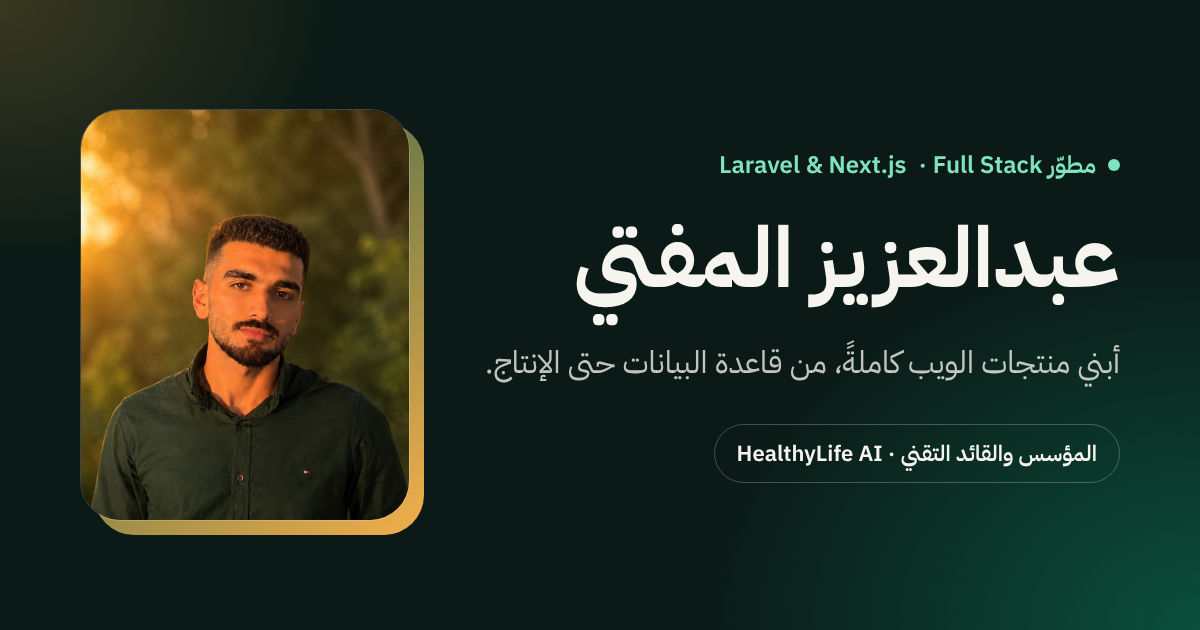 مطوّر Full Stack · Laravel & Next.js
عبدالعزيز المفتي
أبني منتجات الويب كاملةً، من قاعدة البيانات حتى الإنتاج.
المؤسس والقائد التقني · HealthyLife AI